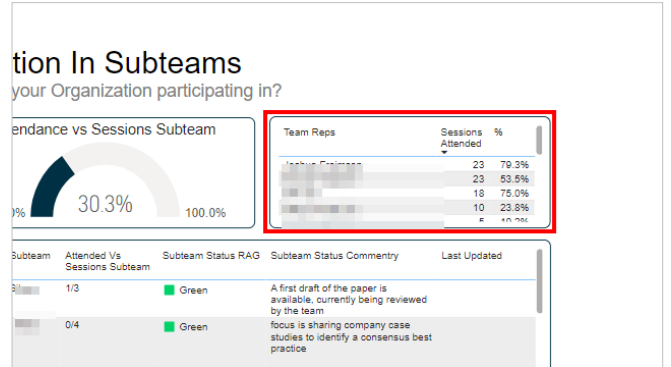 tion In Subteams
your Organization participating in?
endance vs Sessions Subteam
30.3%
0%
100.0%
Team Reps Sessions Attended %
23 79.3%
23 53.5%
18 75.0%
10 23.8%
Subteam Attended Vs Sessions Subteam Subteam Status RAG Subteam Status Commentry Last Updated
1/3 Green A first draft of the paper is
available, currently being reviewed
by the team
0/4 Green focus is sharing company case
studies to identify a consensus best
practice